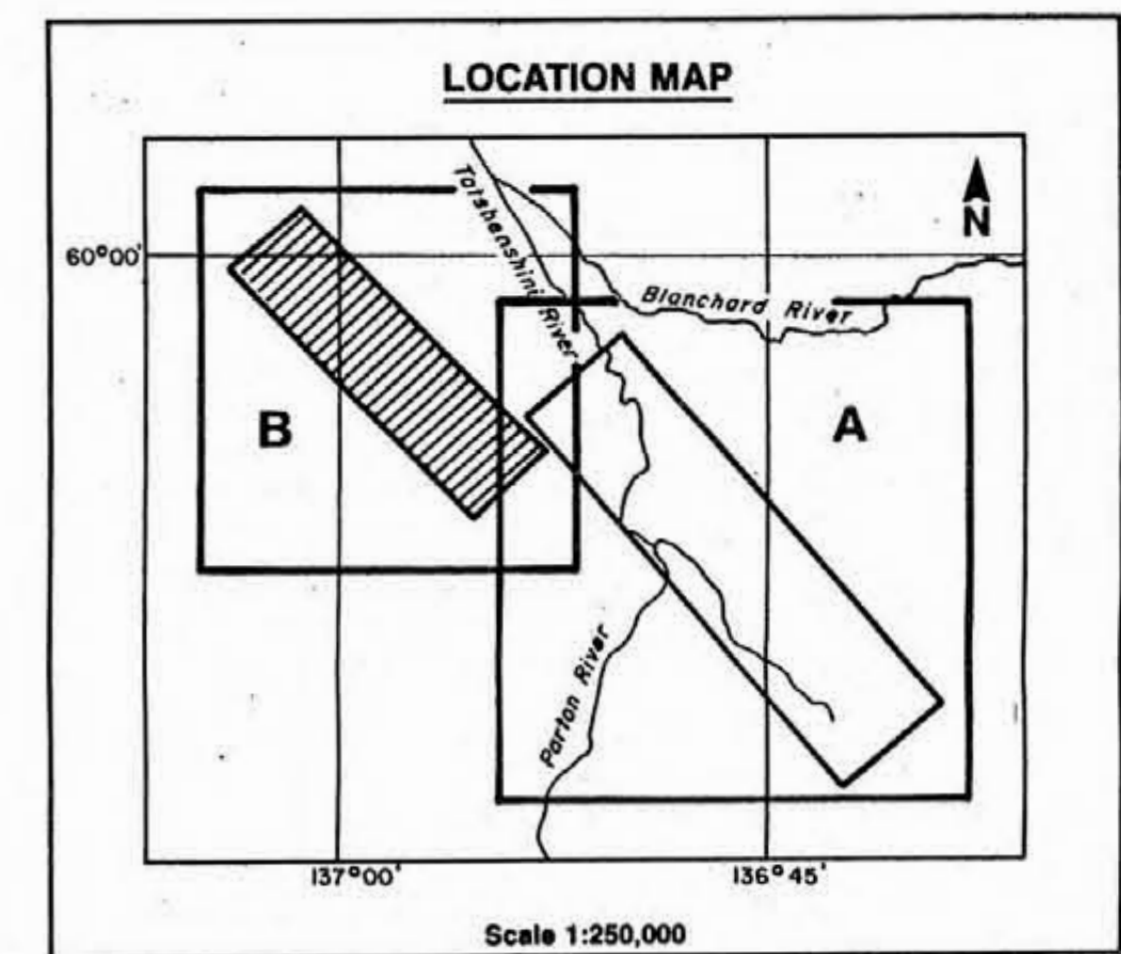 LOCATION MAP
N
60°00'
Tatshenshini River
Blanchard River
B
A
Parton River
137°00'
136°45'
Scale 1:250,000